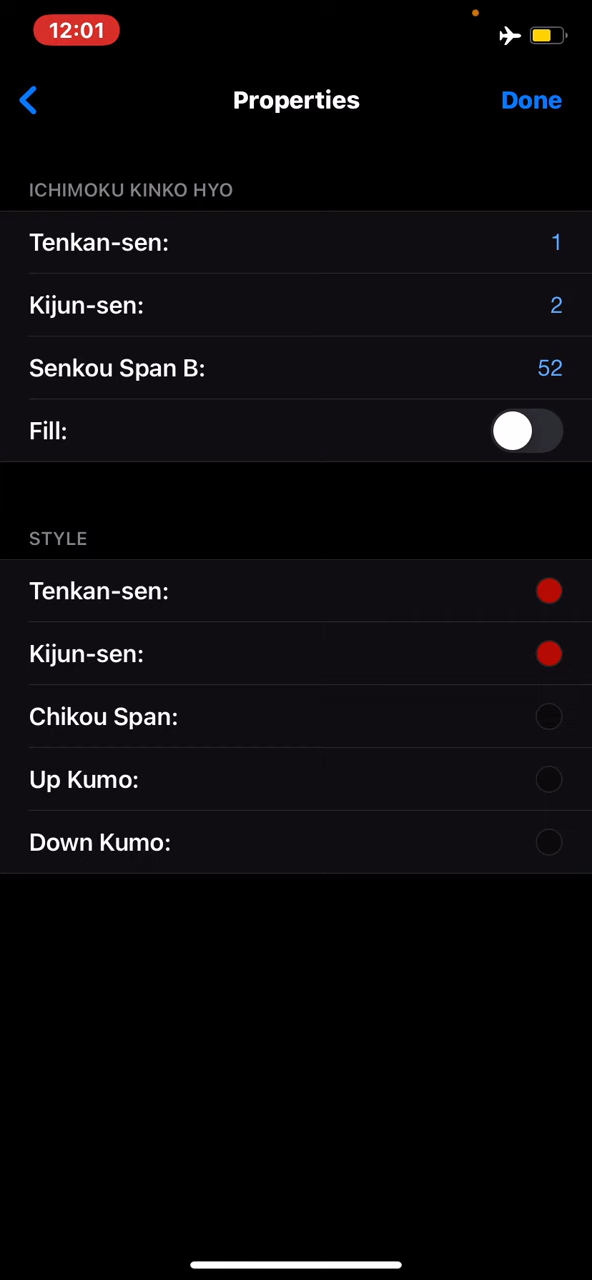 12:01
Properties
Done
ICHIMOKU KINKO HYO
Tenkan-sen: 1
Kijun-sen: 2
Senkou Span B: 52
Fill:
STYLE
Tenkan-sen:
Kijun-sen:
Chikou Span:
Up Kumo:
Down Kumo: